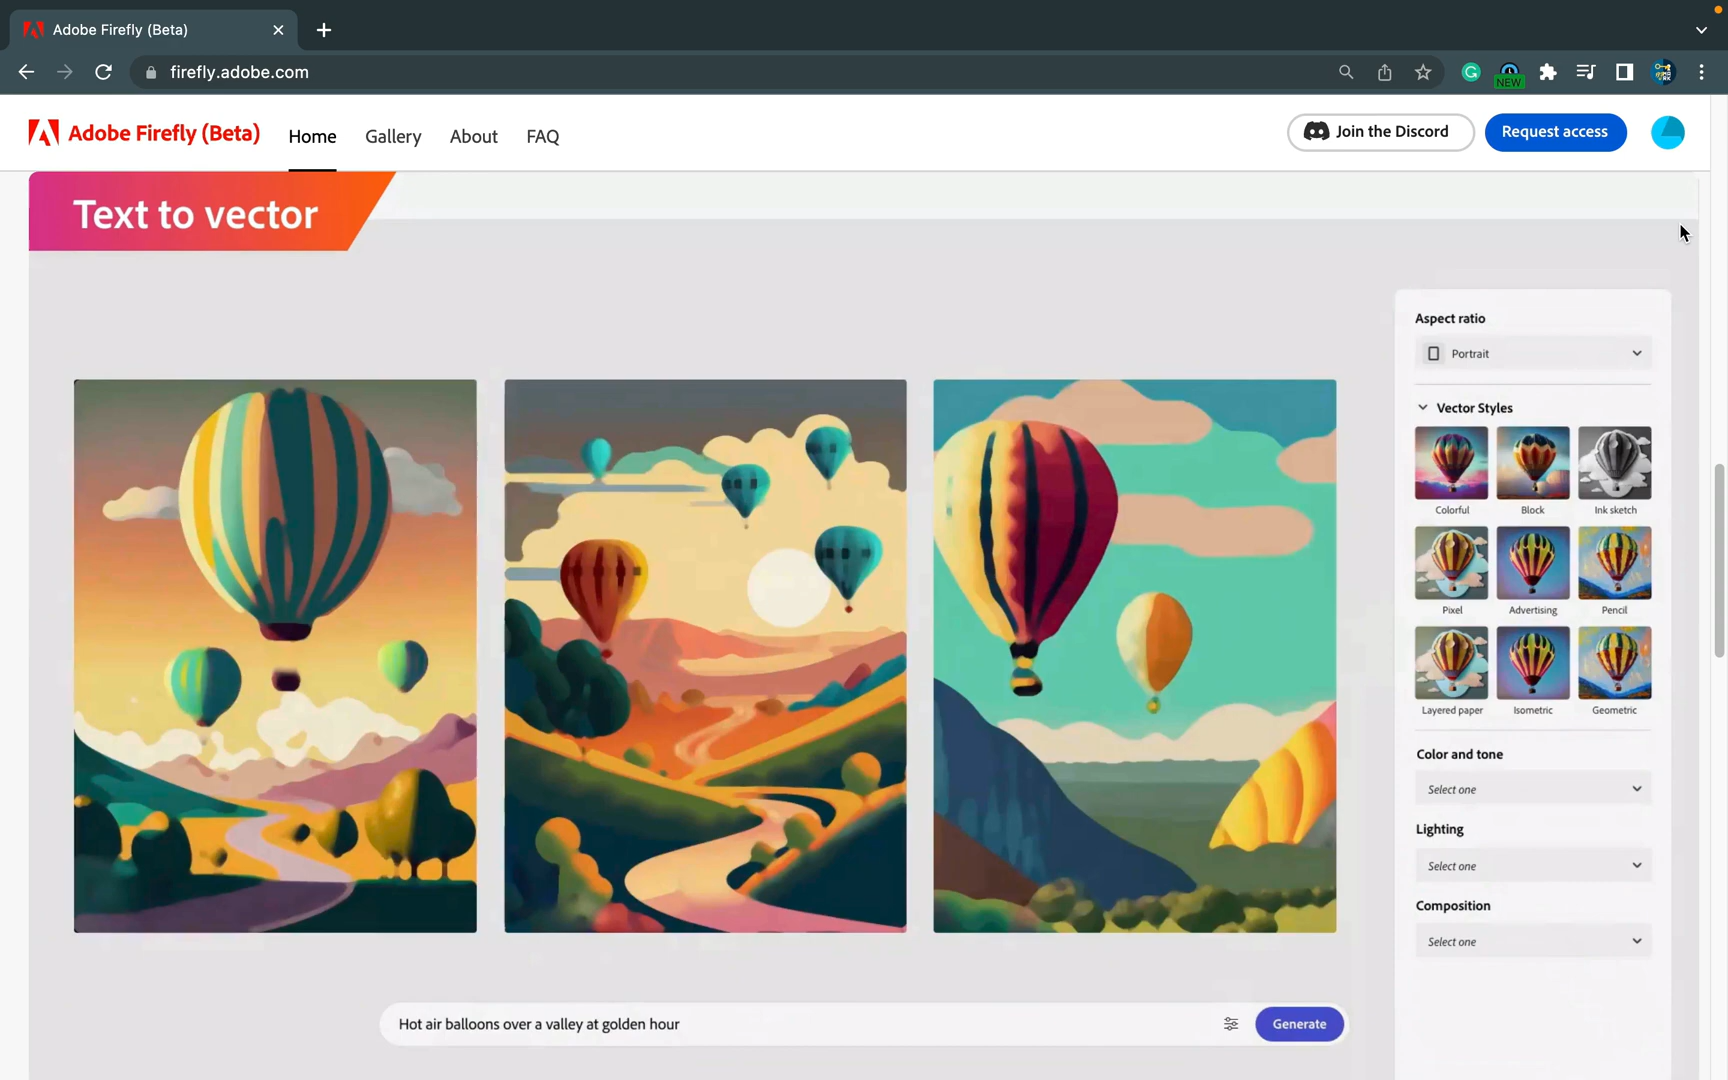 Adobe Firefly (Beta)
firefly.adobe.com
NEW
Adobe Firefly (Beta)
Home
Gallery
About
FAQ
Join the Discord
Request access
Text to vector
Aspect ratio
Portrait
Vector Styles
Colorful
Block
Ink sketch
Pixel
Advertising
Pencil
Layered paper
Isometric
Geometric
Color and tone
Select one
Lighting
Select one
Composition
Select one
Hot air balloons over a valley at golden hour
Generate